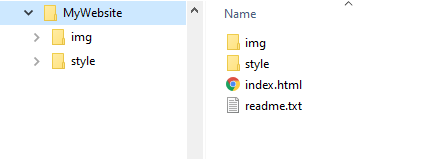 MyWebsite
img
style
Name
img
style
index.html
readme.txt